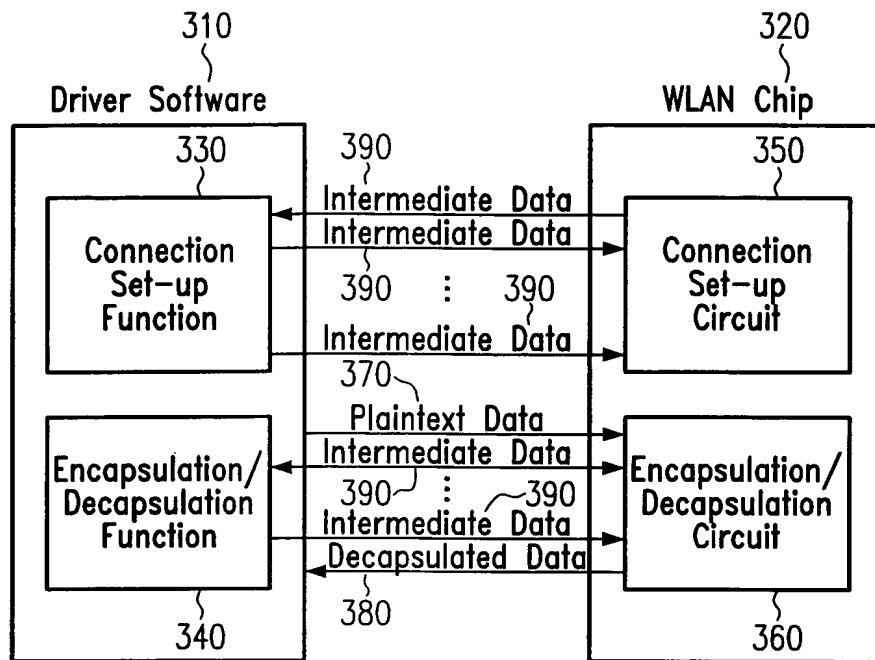 310
320
Driver Software
WLAN Chip
330
390
350
Intermediate Data
Intermediate Data
Connection
Set-up
Function
390
390
Connection
Set-up
Circuit
Intermediate Data
370
Plaintext Data
Intermediate Data
Encapsulation/
Decapsulation
Function
390
390
Encapsulation/
Decapsulation
Circuit
Intermediate Data
Decapsulated Data
340
380
360